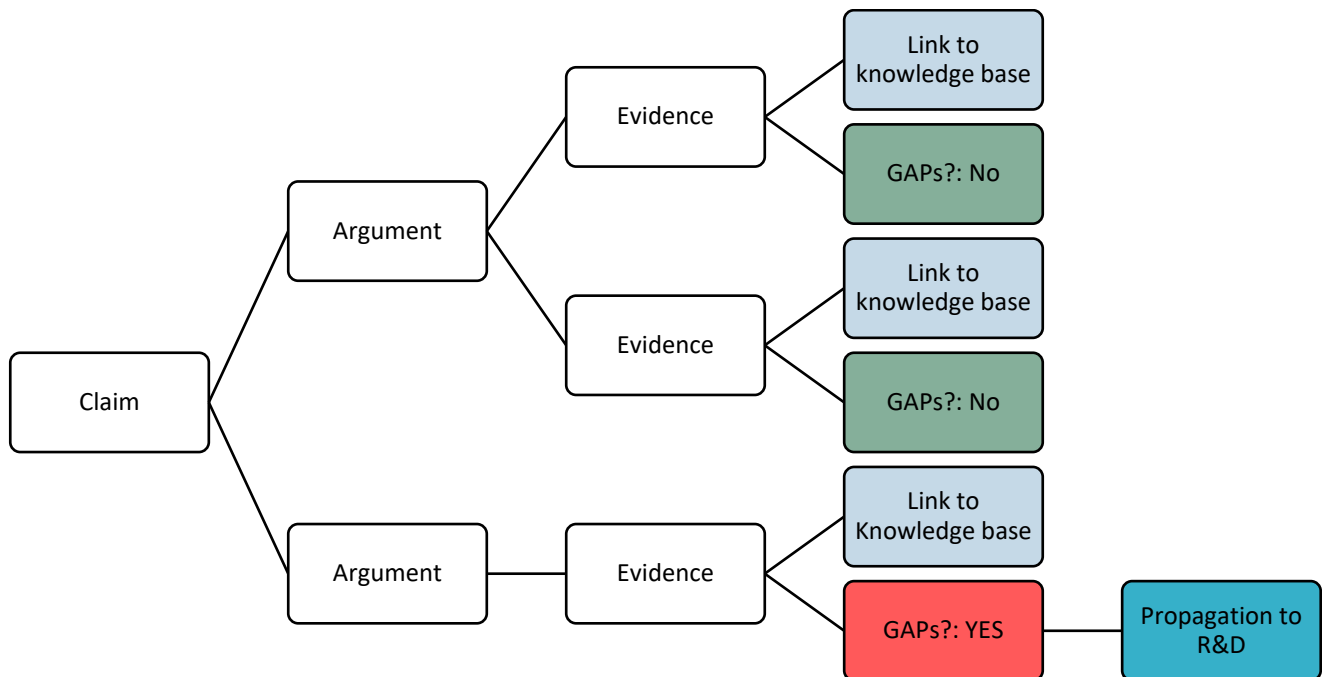 Link to
knowledge base
Evidence
GAPs?: No
Argument
Link to
knowledge base
Evidence
GAPs?: No
Claim
Link to
Knowledge base
Argument
Evidence
GAPs?: YES
Propagation to
R&D